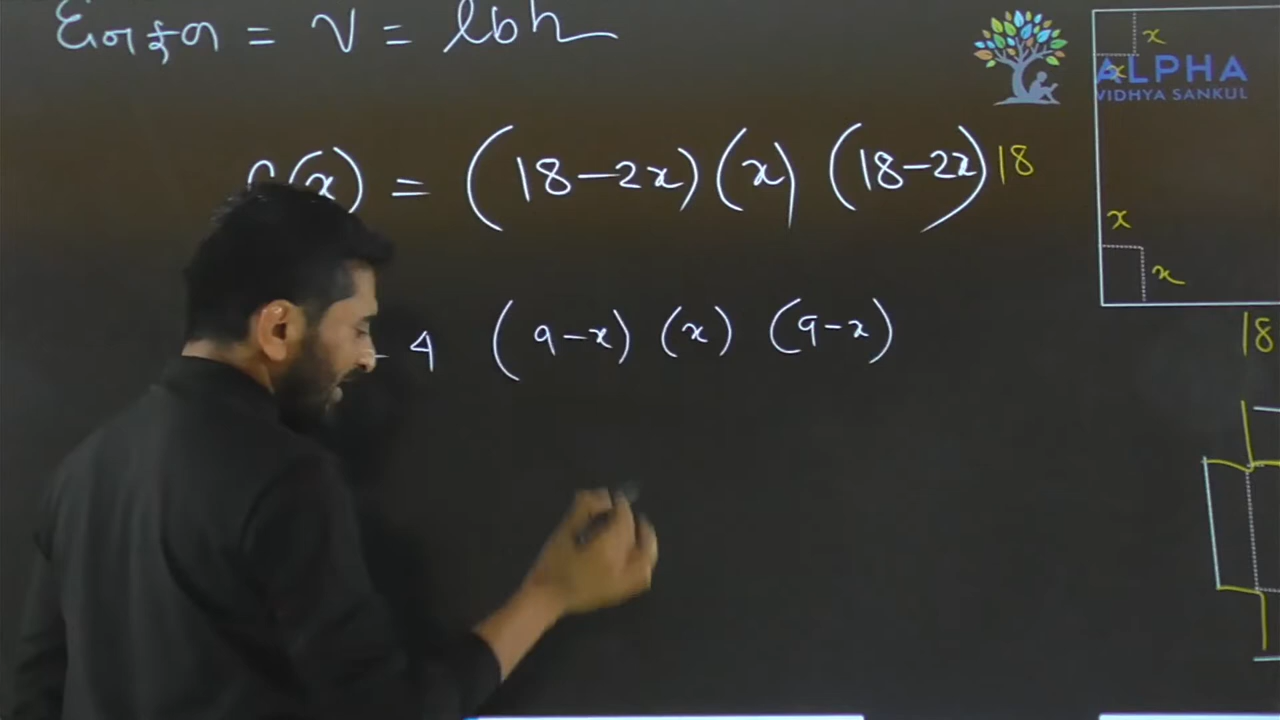 ઘનફળ = V = lbh
(x) = (18-2x) (x) (18-2x)
4 (9-x) (x) (9-x)
x
x
ALPHA
VIDHYA SANKUL
18
x
x
18